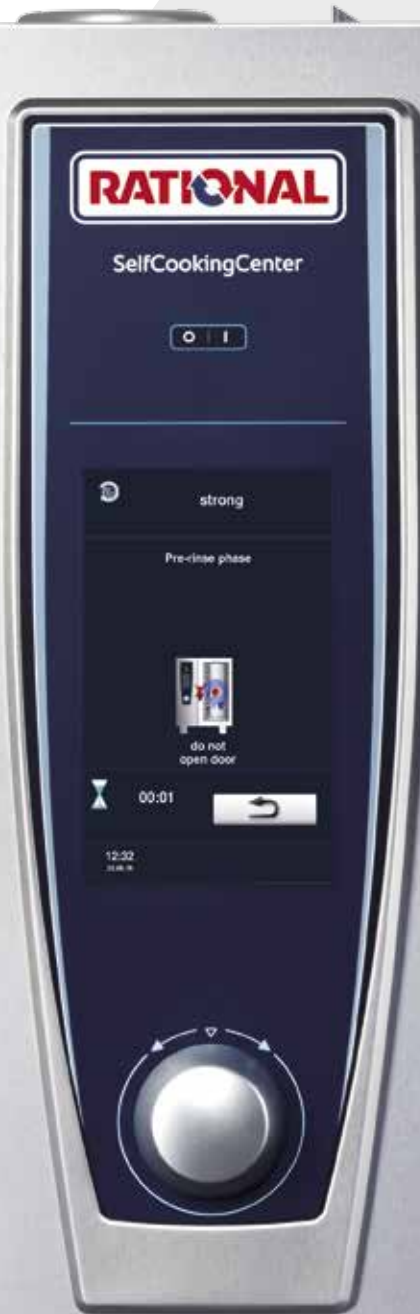 RATIONAL
SelfCookingCenter
O I
strong
Pre-rinse phase
do not
open door
00:01
12:32